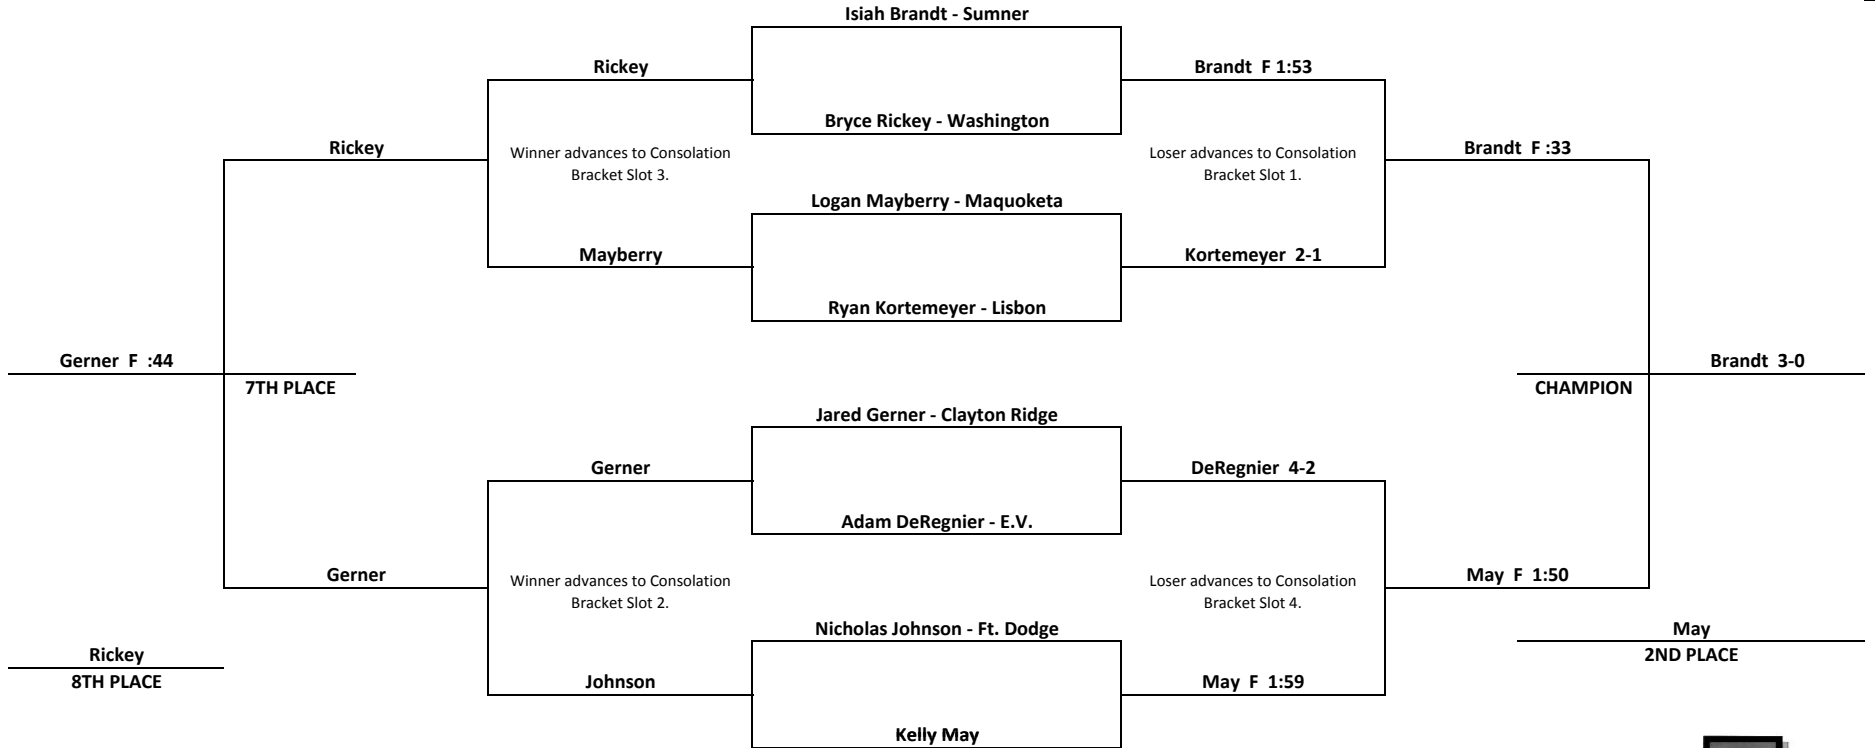 Isiah Brandt - Sumner
Rickey
Brandt F 1:53
Bryce Rickey - Washington
Rickey
Winner advances to Consolation
Bracket Slot 3.
Loser advances to Consolation
Bracket Slot 1.
Brandt F :33
Logan Mayberry - Maquoketa
Mayberry
Kortemeyer 2-1
Ryan Kortemeyer - Lisbon
Gerner F :44
7TH PLACE
Brandt 3-0
CHAMPION
Jared Gerner - Clayton Ridge
Gerner
DeRegnier 4-2
Adam DeRegnier - E.V.
Gerner
Winner advances to Consolation
Bracket Slot 2.
Loser advances to Consolation
Bracket Slot 4.
May F 1:50
Nicholas Johnson - Ft. Dodge
May
2ND PLACE
Rickey
8TH PLACE
Johnson
May F 1:59
Kelly May